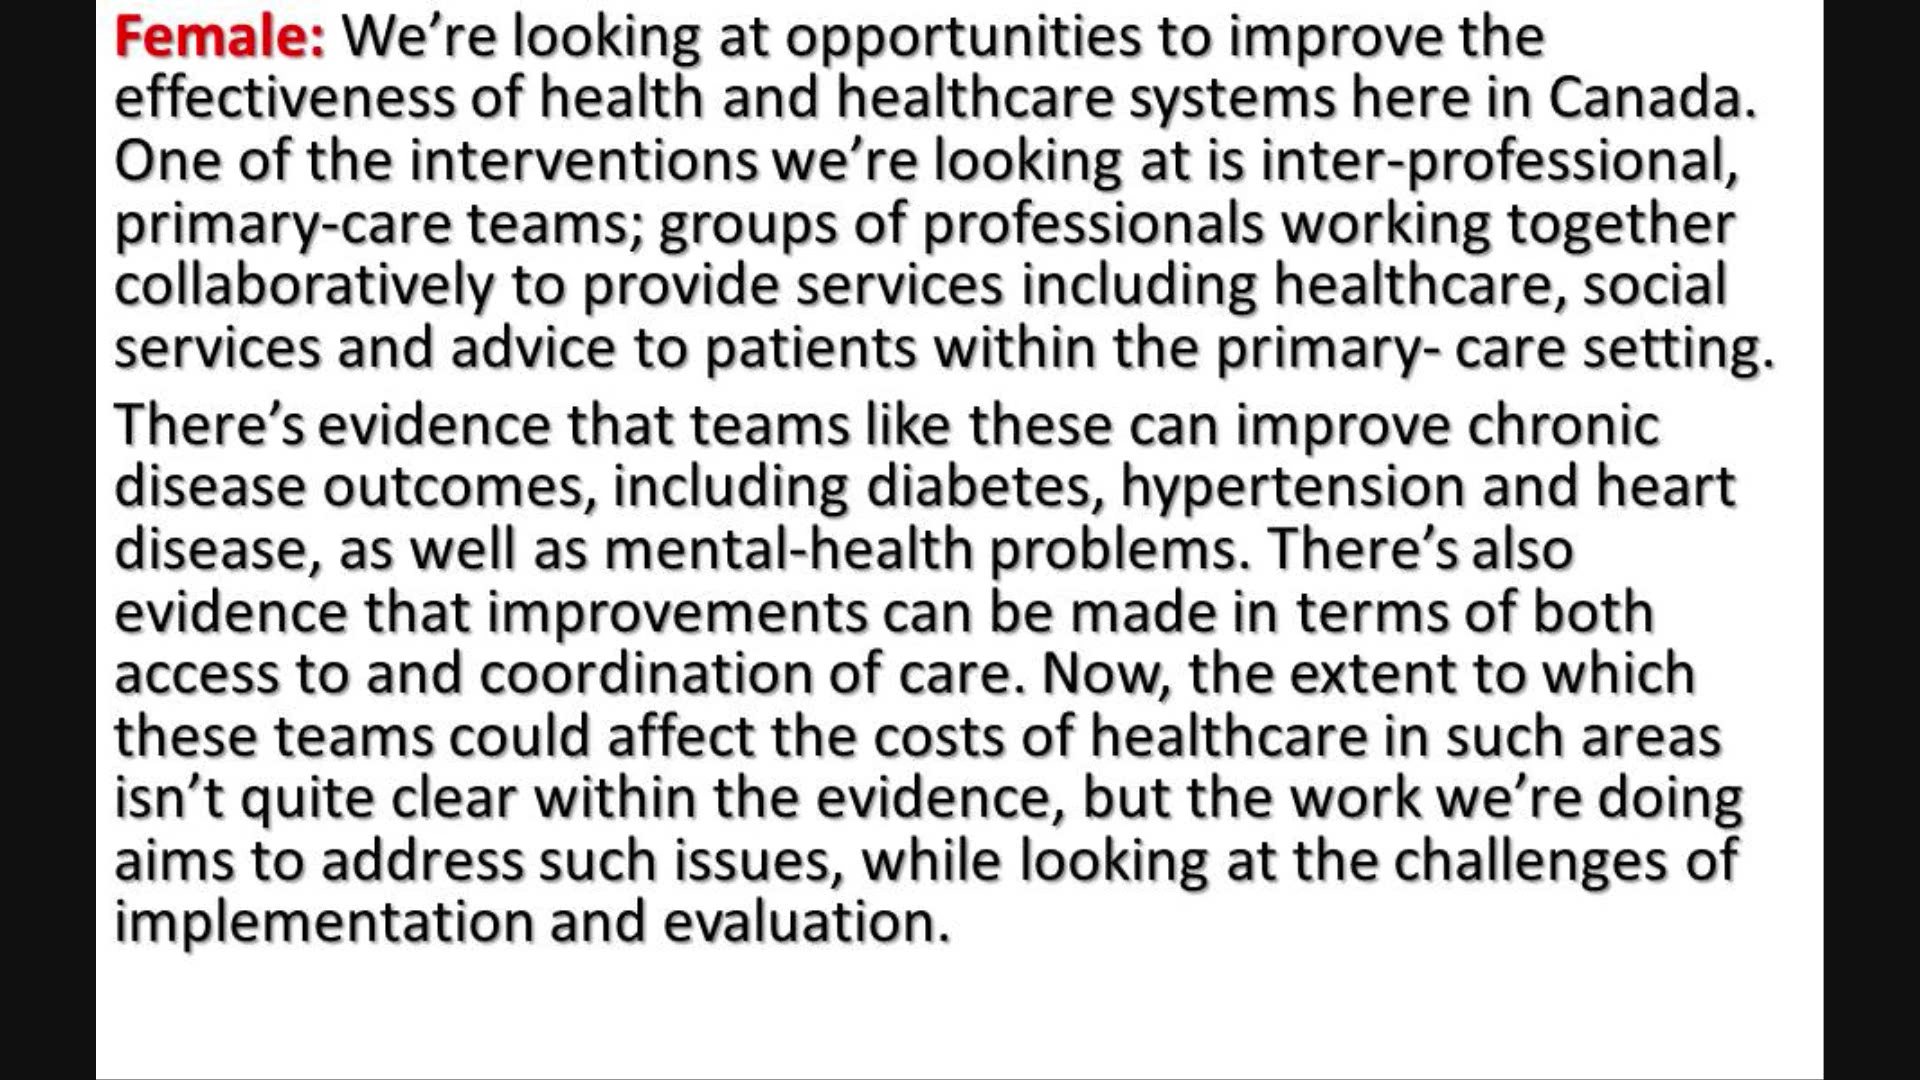 Female: We’re looking at opportunities to improve the
effectiveness of health and healthcare systems here in Canada.
One of the interventions we’re looking at is inter-professional,
primary-care teams; groups of professionals working together
collaboratively to provide services including healthcare, social
services and advice to patients within the primary- care setting.
There’s evidence that teams like these can improve chronic
disease outcomes, including diabetes, hypertension and heart
disease, as well as mental-health problems. There’s also
evidence that improvements can be made in terms of both
access to and coordination of care. Now, the extent to which
these teams could affect the costs of healthcare in such areas
isn’t quite clear within the evidence, but the work we’re doing
aims to address such issues, while looking at the challenges of
implementation and evaluation.